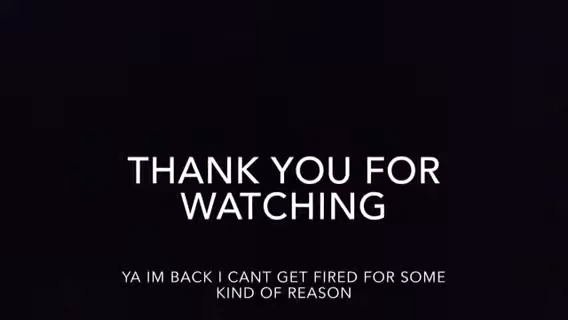 THANK YOU FOR
WATCHING
YA IM BACK I CANT GET FIRED FOR SOME
KIND OF REASON